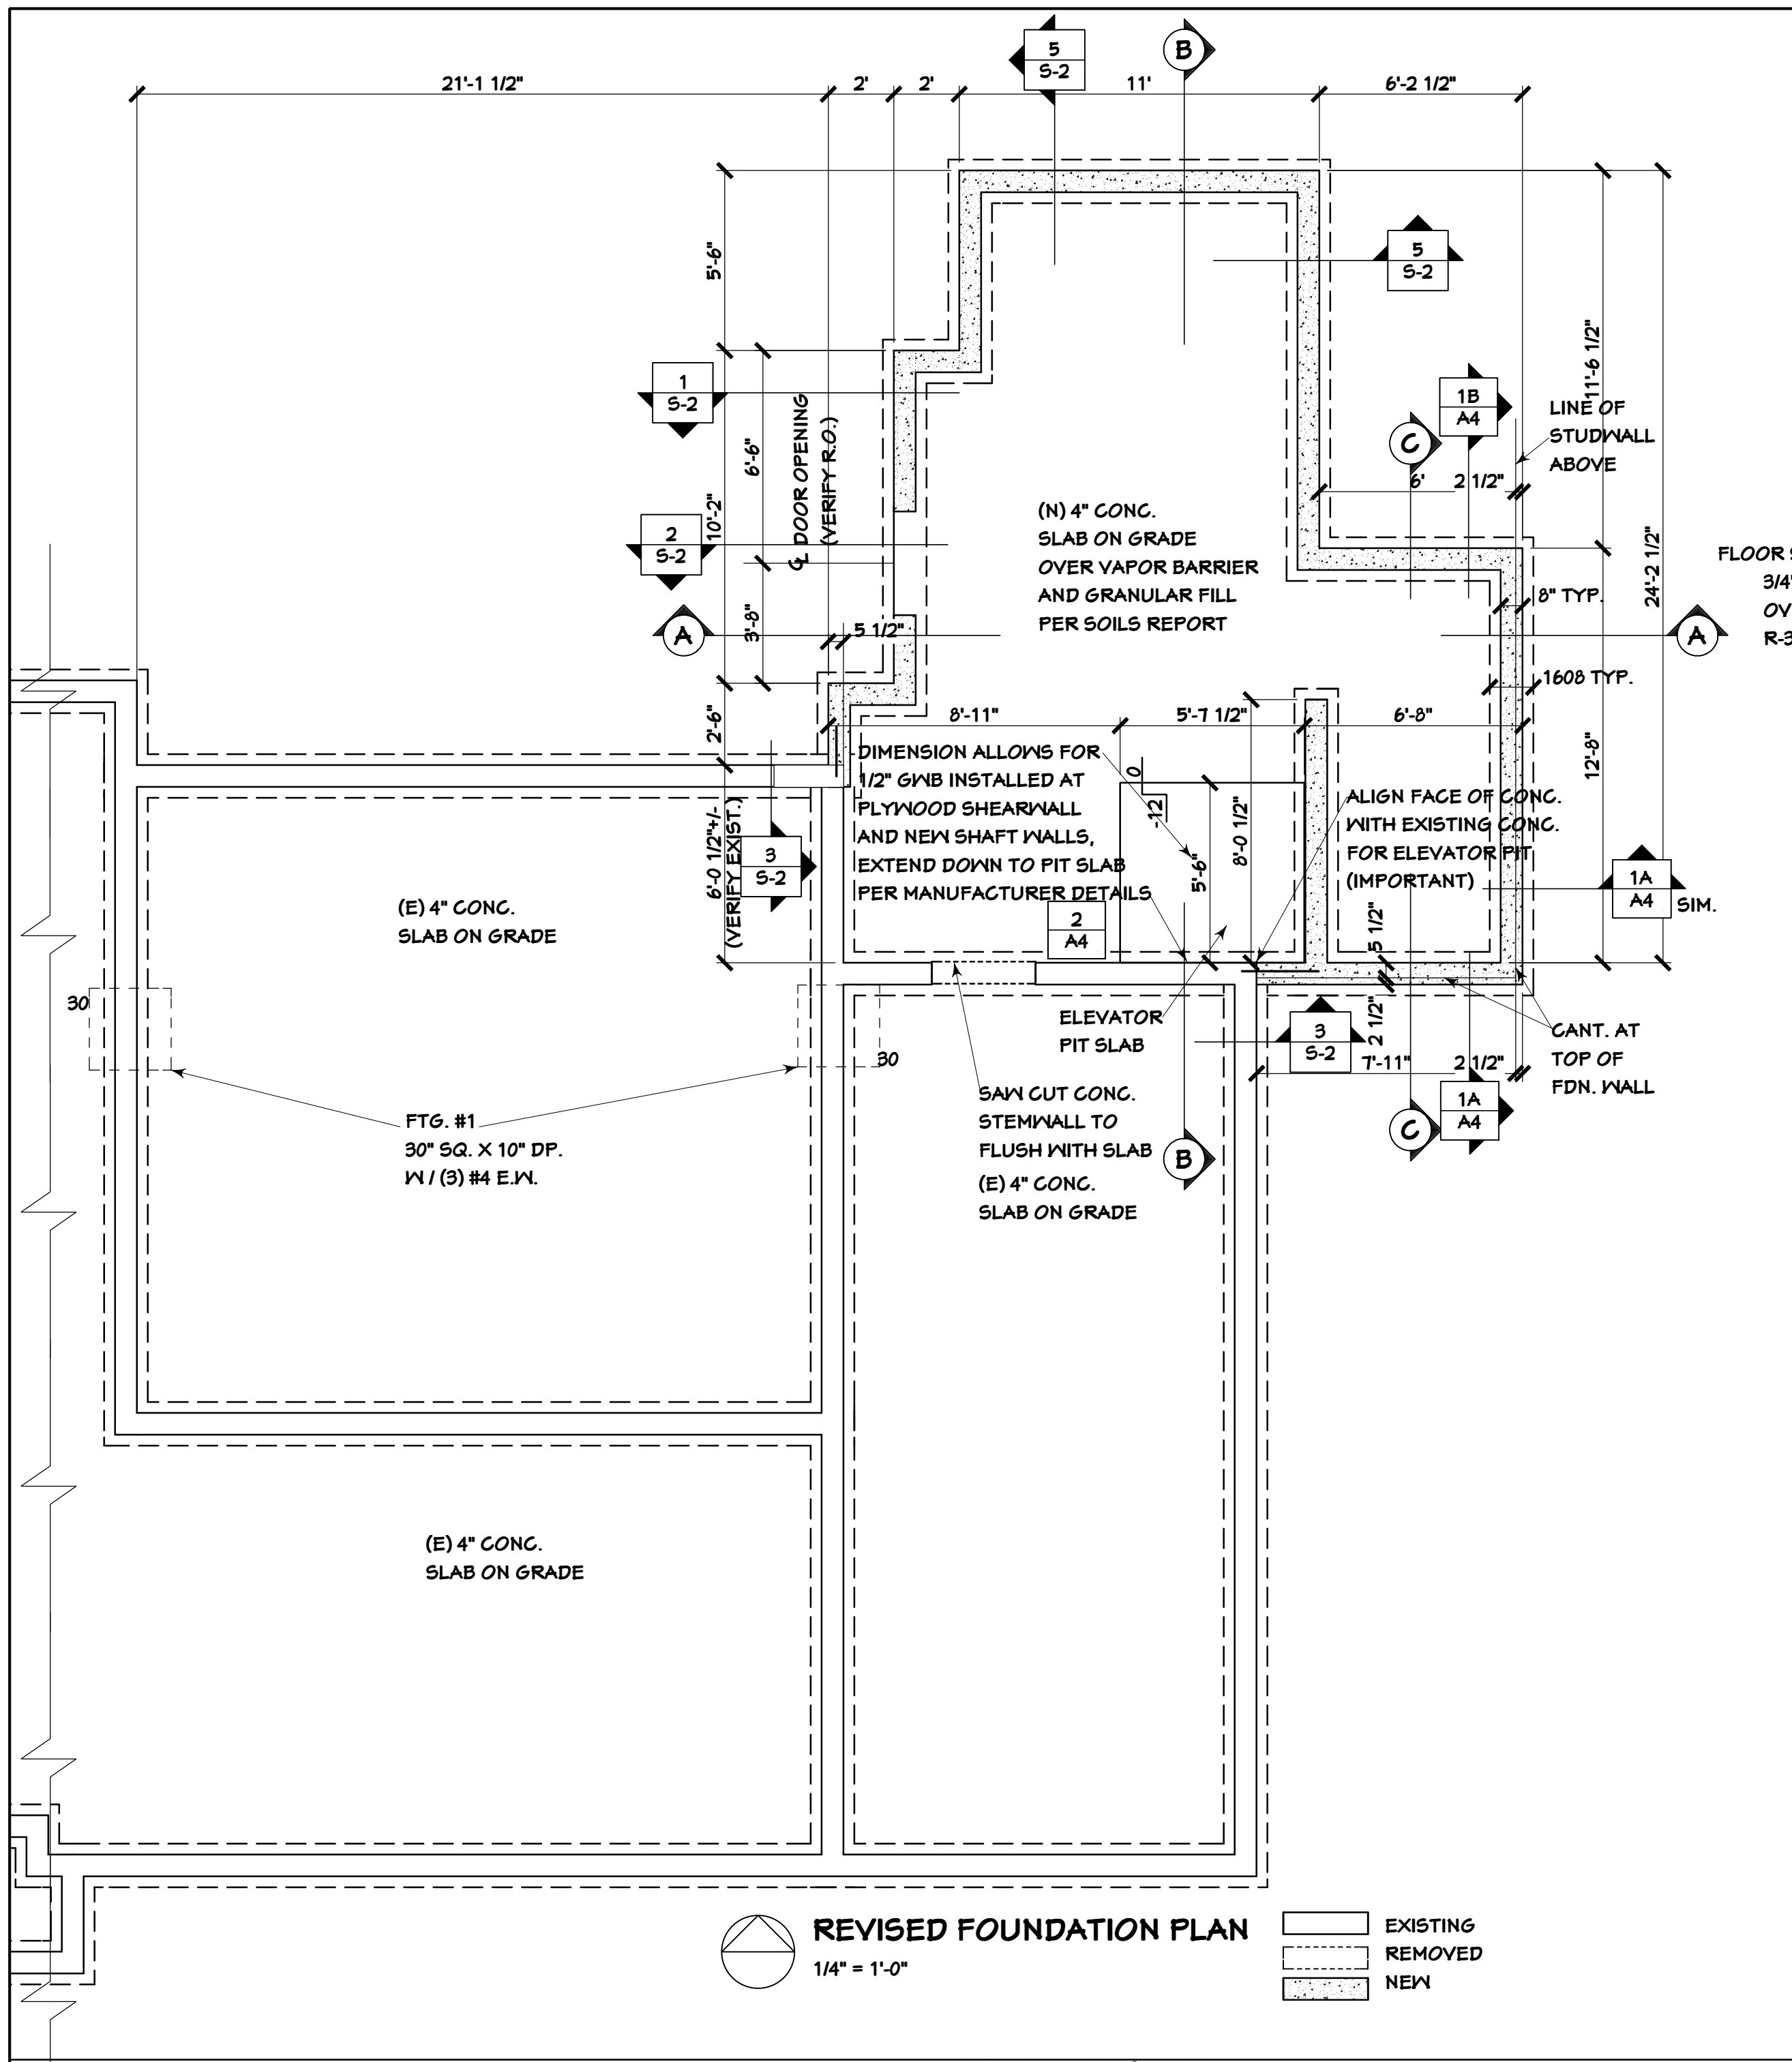 5
S-2
B
21'-1 1/2"
2'
2'
11'
6'-2 1/2"
5'-6"
5
S-2
11'-6 1/2"
1
S-2
1B
A4
C
LINE OF
STUDWALL
ABOVE
6'-6"
℄ DOOR OPENING
(VERIFY R.O.)
6'
2 1/2"
10'-2"
2
S-2
(N) 4" CONC.
SLAB ON GRADE
OVER VAPOR BARRIER
AND GRANULAR FILL
PER SOILS REPORT
24'-2 1/2"
FLOOR S
3/4"
OV
R-3
8" TYP.
A
3'-8"
5 1/2"
A
1608 TYP.
2'-6"
8'-11"
5'-7 1/2"
6'-8"
12'-8"
DIMENSION ALLOWS FOR
1/2" GWB INSTALLED AT
PLYWOOD SHEARWALL
AND NEW SHAFT WALLS,
EXTEND DOWN TO PIT SLAB
PER MANUFACTURER DETAILS
0
-12
5'-6"
8'-0 1/2"
ALIGN FACE OF CONC.
WITH EXISTING CONC.
FOR ELEVATOR PIT
(IMPORTANT)
6'-0 1/2"+/-
(VERIFY EXIST.)
3
S-2
1A
A4
SIM.
(E) 4" CONC.
SLAB ON GRADE
2
A4
5 1/2"
30
30
ELEVATOR
PIT SLAB
3
S-2
2 1/2"
7'-11"
2 1/2"
CANT. AT
TOP OF
FDN. WALL
FTG. #1
30" SQ. X 10" DP.
W / (3) #4 E.W.
SAW CUT CONC.
STEMWALL TO
FLUSH WITH SLAB
B
C
1A
A4
(E) 4" CONC.
SLAB ON GRADE
(E) 4" CONC.
SLAB ON GRADE
REVISED FOUNDATION PLAN
1/4" = 1'-0"
EXISTING
REMOVED
NEW